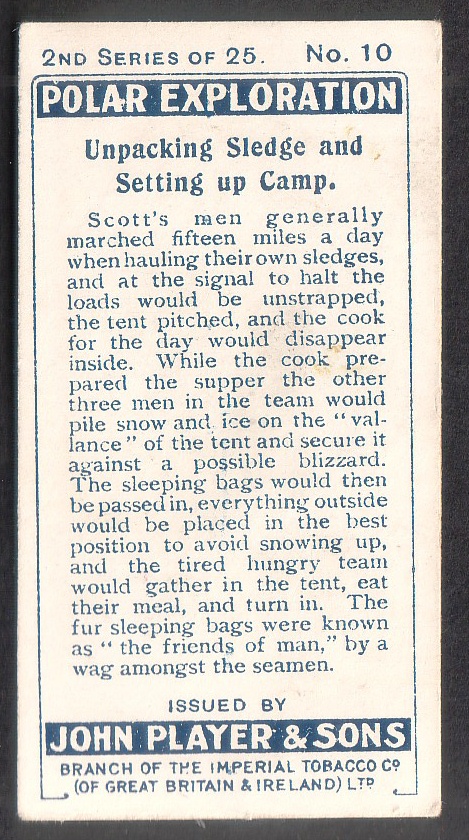 2ND SERIES OF 25. No. 10
POLAR EXPLORATION
Unpacking Sledge and
Setting up Camp.
Scott's men generally
marched fifteen miles a day
when hauling their own sledges,
and at the signal to halt the
loads would be unstrapped,
the tent pitched, and the cook
for the day would disappear
inside. While the cook pre-
pared the supper the other
three men in the team would
pile snow and ice on the "val-
lance" of the tent and secure it
against a possible blizzard.
The sleeping bags would then
be passed in, everything outside
would be placed in the best
position to avoid snowing up,
and the tired hungry team
would gather in the tent, eat
their meal, and turn in. The
fur sleeping bags were known
as "the friends of man," by a
wag amongst the seamen.
ISSUED BY
JOHN PLAYER & SONS
BRANCH OF THE IMPERIAL TOBACCO Co
(OF GREAT BRITAIN & IRELAND) LTD